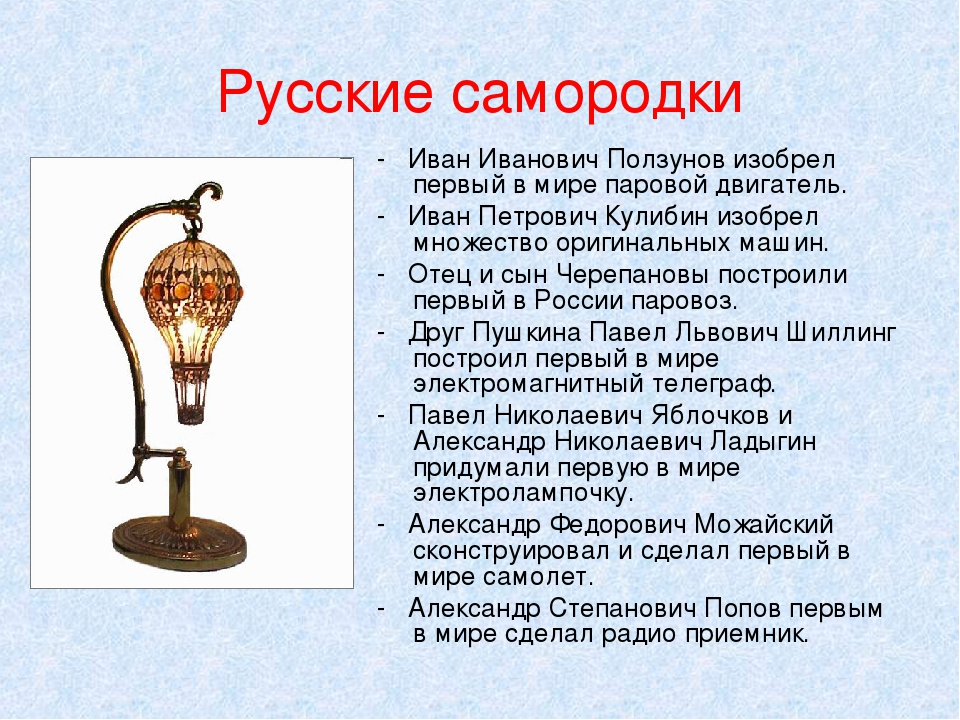 Русские самородки
- Иван Иванович Ползунов изобрел
первый в мире паровой двигатель.
- Иван Петрович Кулибин изобрел
множество оригинальных машин.
- Отец и сын Черепановы построили
первый в России паровоз.
- Друг Пушкина Павел Львович Шиллинг
построил первый в мире
электромагнитный телеграф.
- Павел Николаевич Яблочков и
Александр Николаевич Ладыгин
придумали первую в мире
электролампочку.
- Александр Федорович Можайский
сконструировал и сделал первый в
мире самолет.
- Александр Степанович Попов первым
в мире сделал радио приемник.